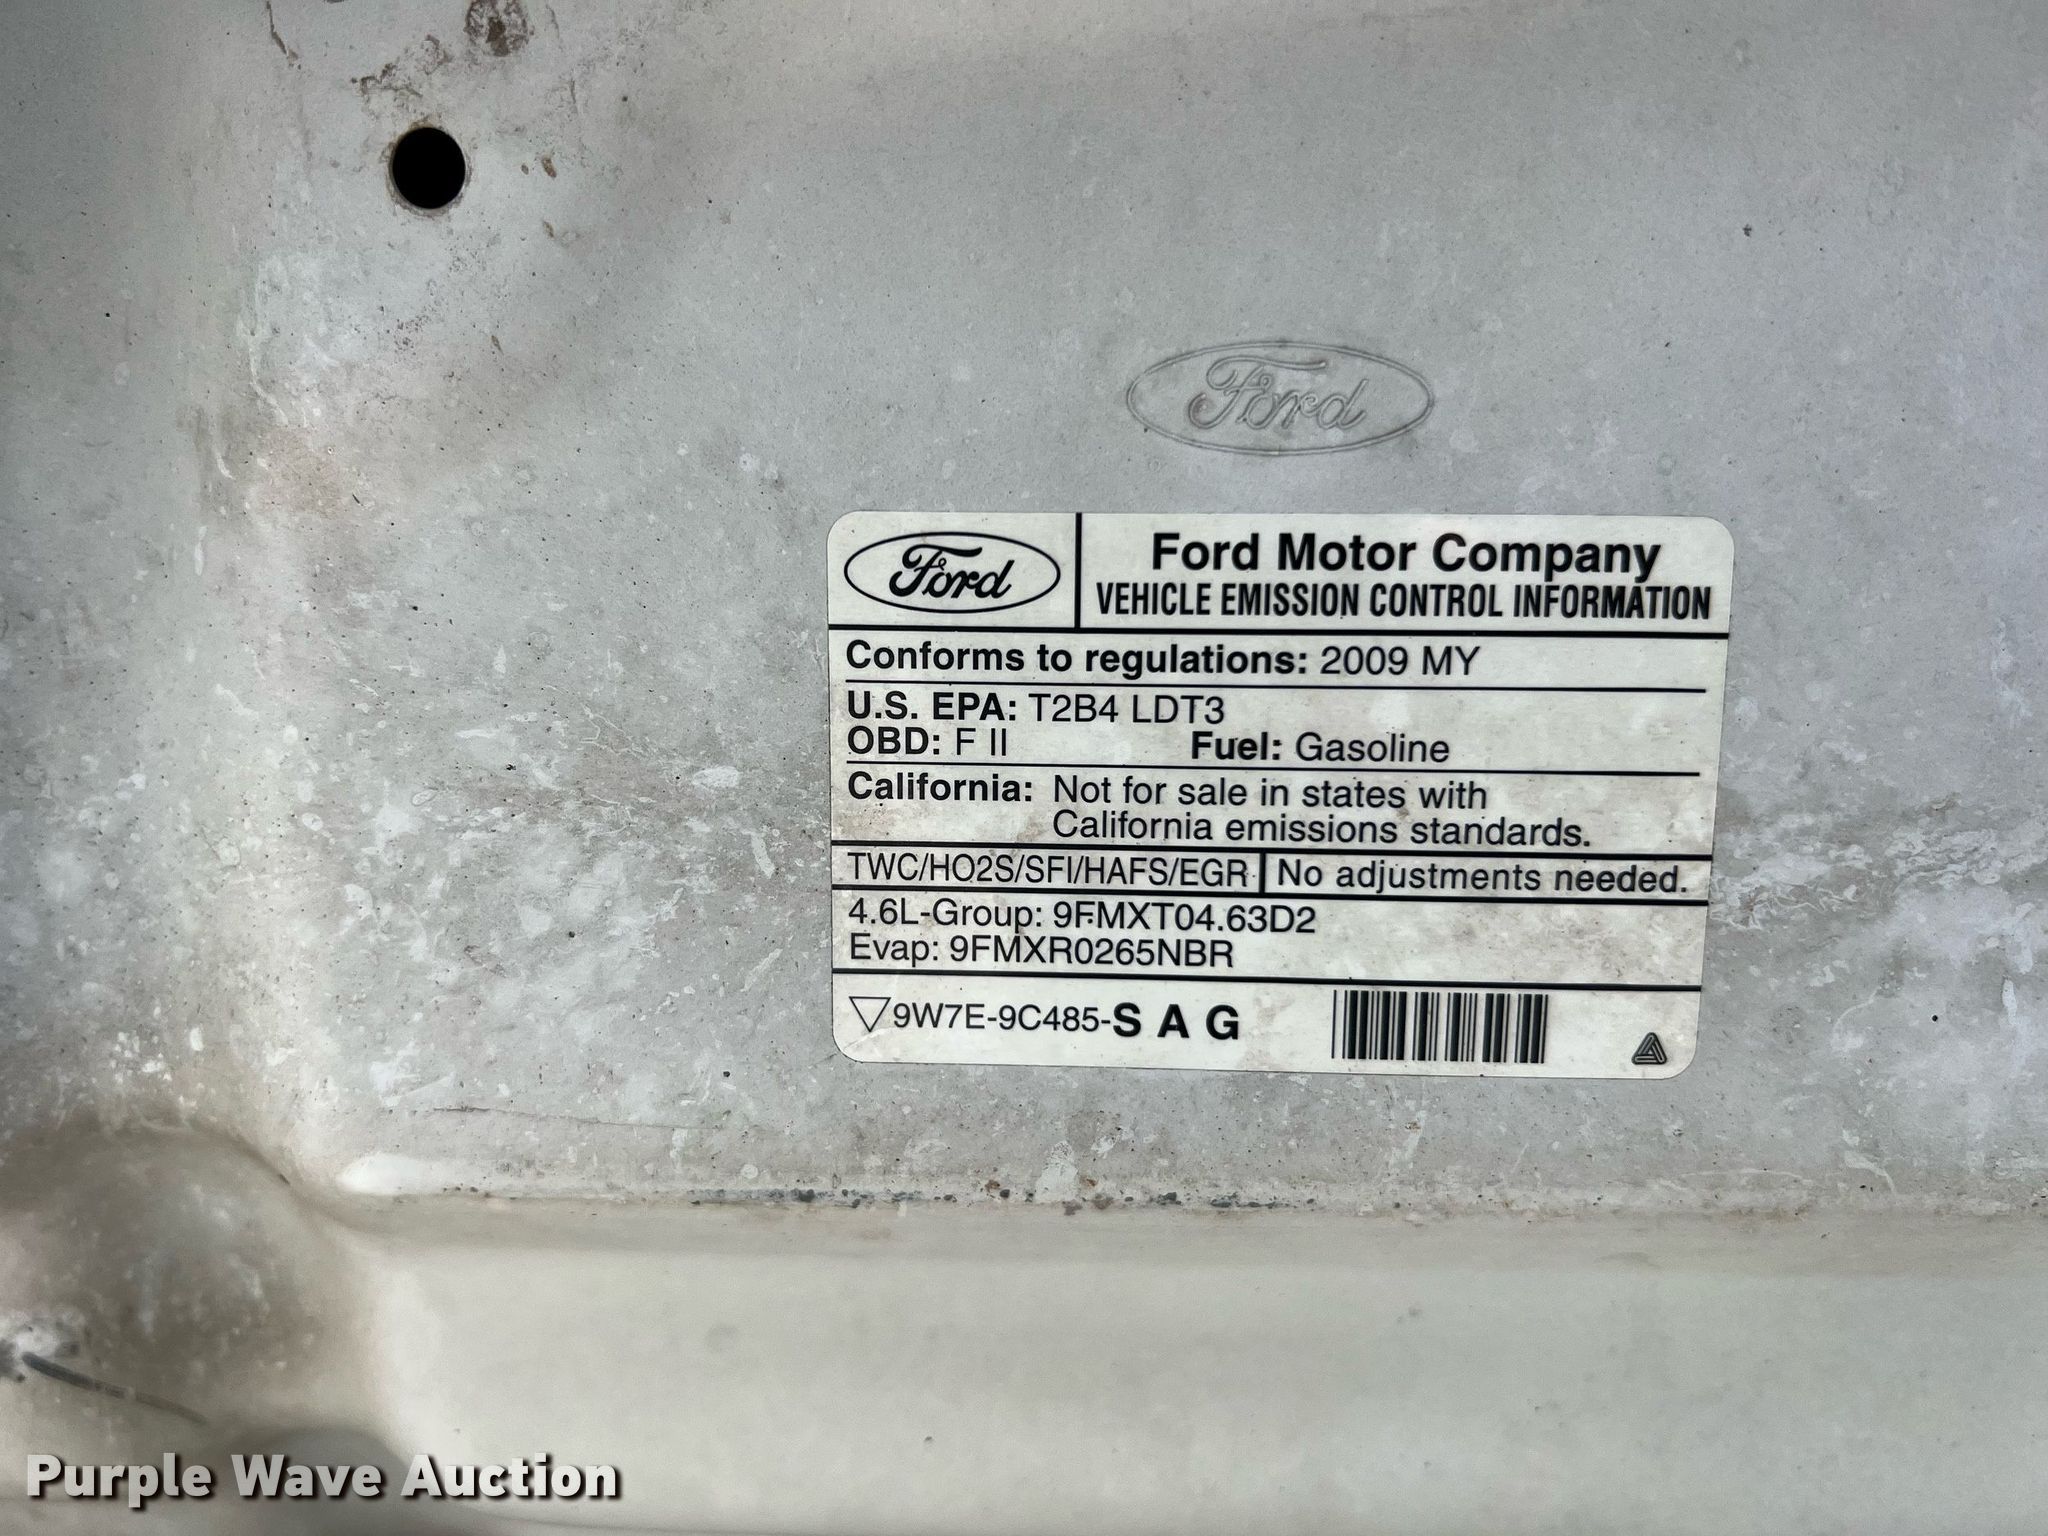 Ford
Ford
Ford Motor Company
VEHICLE EMISSION CONTROL INFORMATION
Conforms to regulations: 2009 MY
U.S. EPA: T2B4 LDT3
OBD: F II Fuel: Gasoline
California: Not for sale in states with
California emissions standards.
TWC/HO2S/SFI/HAFS/EGR No adjustments needed.
4.6L-Group: 9FMXT04.63D2
Evap: 9FMXR0265NBR
▽9W7E-9C485-S A G
Purple Wave Auction